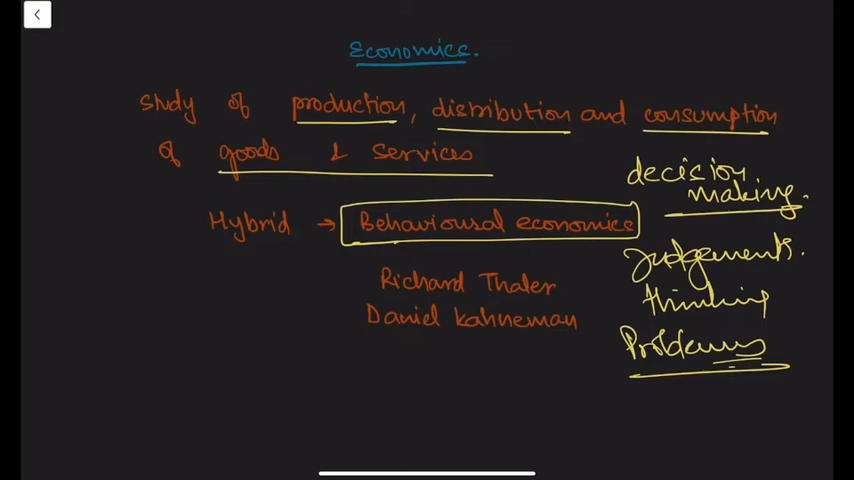 Economics.
study of production, distribution and consumption
of goods & services
decision
making.
Hybrid → Behavioural economics
judgements.
Richard Thaler
thinking
Daniel kahneman
Problems